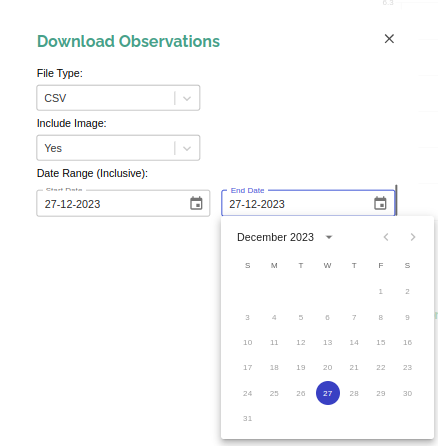 6.3
Download Observations
File Type:
CSV
Include Image:
Yes
Date Range (Inclusive):
Start Date
27-12-2023
End Date
27-12-2023
December 2023
S M T W T F S
1 2
3 4 5 6 7 8 9
10 11 12 13 14 15 16
17 18 19 20 21 22 23
24 25 26 27 28 29 30
31